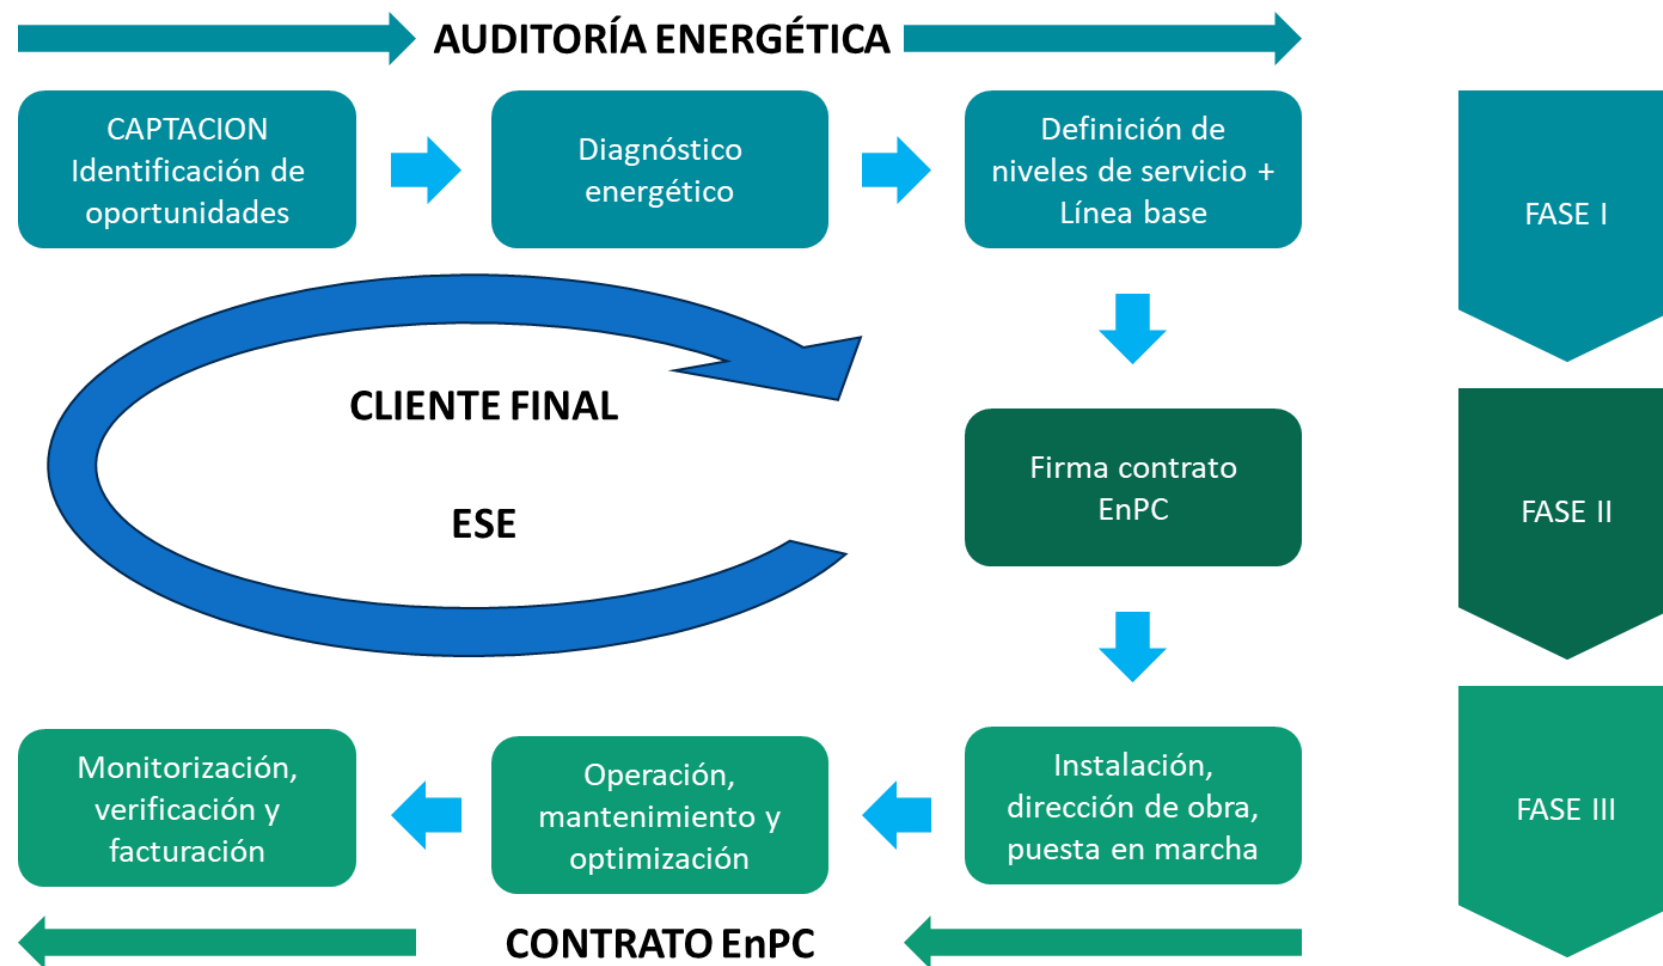 AUDITORÍA ENERGÉTICA
CAPTACION
Identificación de
oportunidades
Diagnóstico
energético
Definición de
niveles de servicio +
Línea base
FASE I
CLIENTE FINAL
ESE
Firma contrato
EnPC
FASE II
Monitorización,
verificación y
facturación
Operación,
mantenimiento y
optimización
Instalación,
dirección de obra,
puesta en marcha
FASE III
CONTRATO EnPC